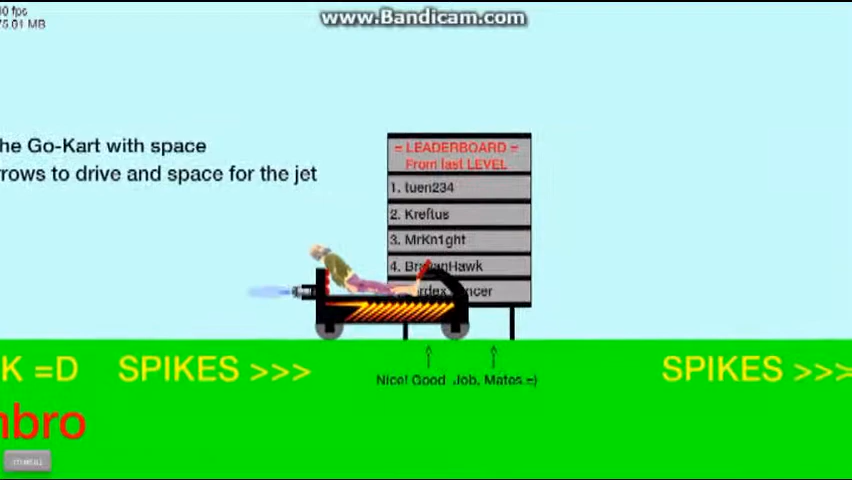 www.Bandicam.com
0 fps
75.01 MB
he Go-Kart with space
rrows to drive and space for the jet
= LEADERBOARD =
From last LEVEL
1. tuen234
2. Kreftus
3. MrKn1ght
4.
K =D SPIKES >>> SPIKES >>>
Nice! Good Job, Mates =)
nbro
menu